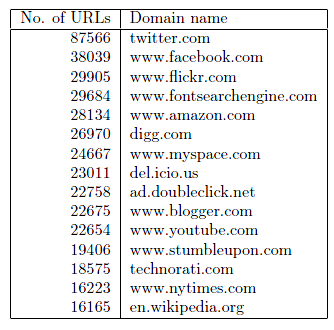 No. of URLs Domain name
87566 twitter.com
38039 www.facebook.com
29905 www.flickr.com
29684 www.fontsearchengine.com
28134 www.amazon.com
26970 digg.com
24667 www.myspace.com
23011 del.icio.us
22758 ad.doubleclick.net
22675 www.blogger.com
22654 www.youtube.com
19406 www.stumbleupon.com
18575 technorati.com
16223 www.nytimes.com
16165 en.wikipedia.org